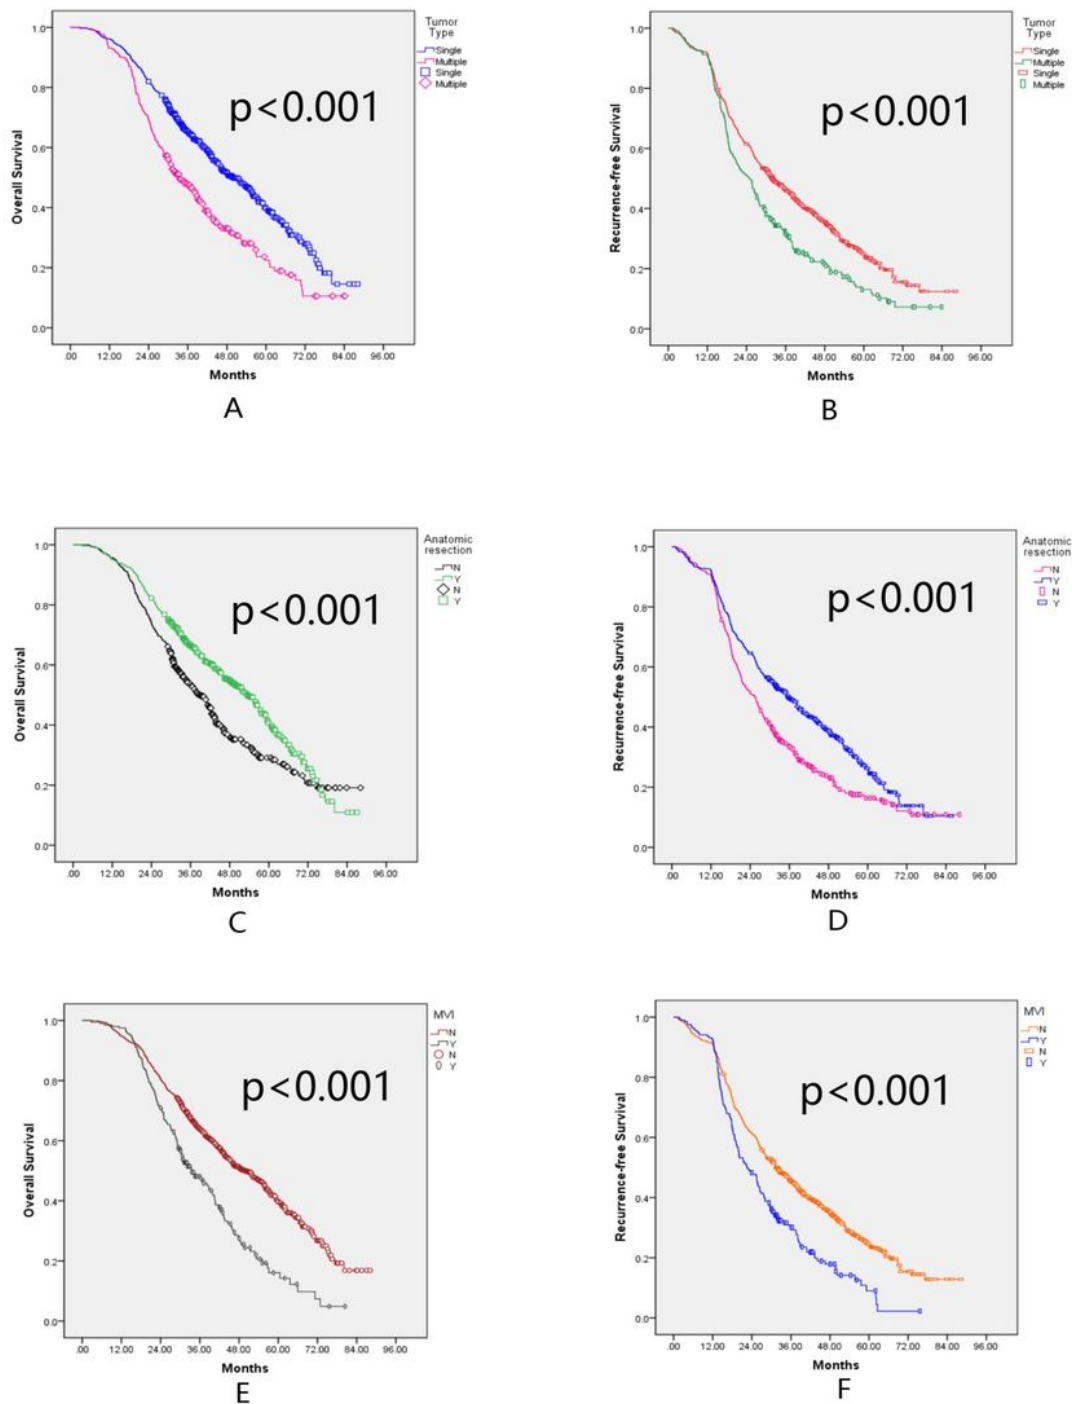 Tumor
Type
Single
Multiple
Single
Multiple
p<0.001
Overall Survival
1.0
0.8
0.6
0.4
0.2
0.0
.00 12.00 24.00 36.00 48.00 60.00 72.00 84.00 96.00
Months
A
Tumor
Type
Single
Multiple
Single
Multiple
p<0.001
Recurrence-free Survival
1.0
0.8
0.6
0.4
0.2
0.0
.00 12.00 24.00 36.00 48.00 60.00 72.00 84.00 96.00
Months
B
Anatomic
resection
N
Y
N
Y
p<0.001
Overall Survival
1.0
0.8
0.6
0.4
0.2
0.0
.00 12.00 24.00 36.00 48.00 60.00 72.00 84.00 96.00
Months
C
Anatomic
resection
N
Y
N
Y
p<0.001
Recurrence-free Survival
1.0
0.8
0.6
0.4
0.2
0.0
.00 12.00 24.00 36.00 48.00 60.00 72.00 84.00 96.00
Months
D
MVI
N
Y
N
Y
p<0.001
Overall Survival
1.0
0.8
0.6
0.4
0.2
0.0
.00 12.00 24.00 36.00 48.00 60.00 72.00 84.00 96.00
Months
E
MVI
N
Y
N
Y
p<0.001
Recurrence-free Survival
1.0
0.8
0.6
0.4
0.2
0.0
.00 12.00 24.00 36.00 48.00 60.00 72.00 84.00 96.00
Months
F